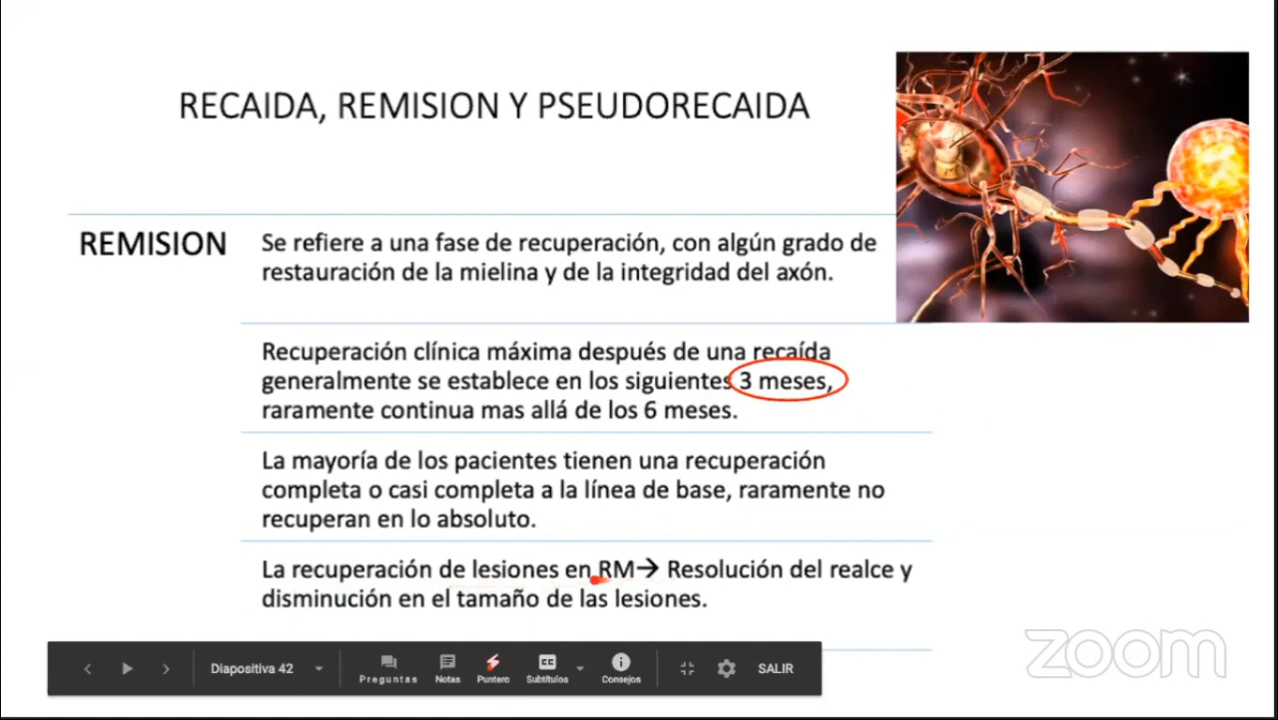 RECAIDA, REMISION Y PSEUDORECAIDA
REMISION
Se refiere a una fase de recuperación, con algún grado de
restauración de la mielina y de la integridad del axón.
Recuperación clínica máxima después de una recaída
generalmente se establece en los siguientes 3 meses,
raramente continua mas allá de los 6 meses.
La mayoría de los pacientes tienen una recuperación
completa o casi completa a la línea de base, raramente no
recuperan en lo absoluto.
La recuperación de lesiones en RM→ Resolución del realce y
disminución en el tamaño de las lesiones.
Diapositiva 42
Preguntas
Notas
Puntero
CC
Subtítulos
Consejos
SALIR
zoom